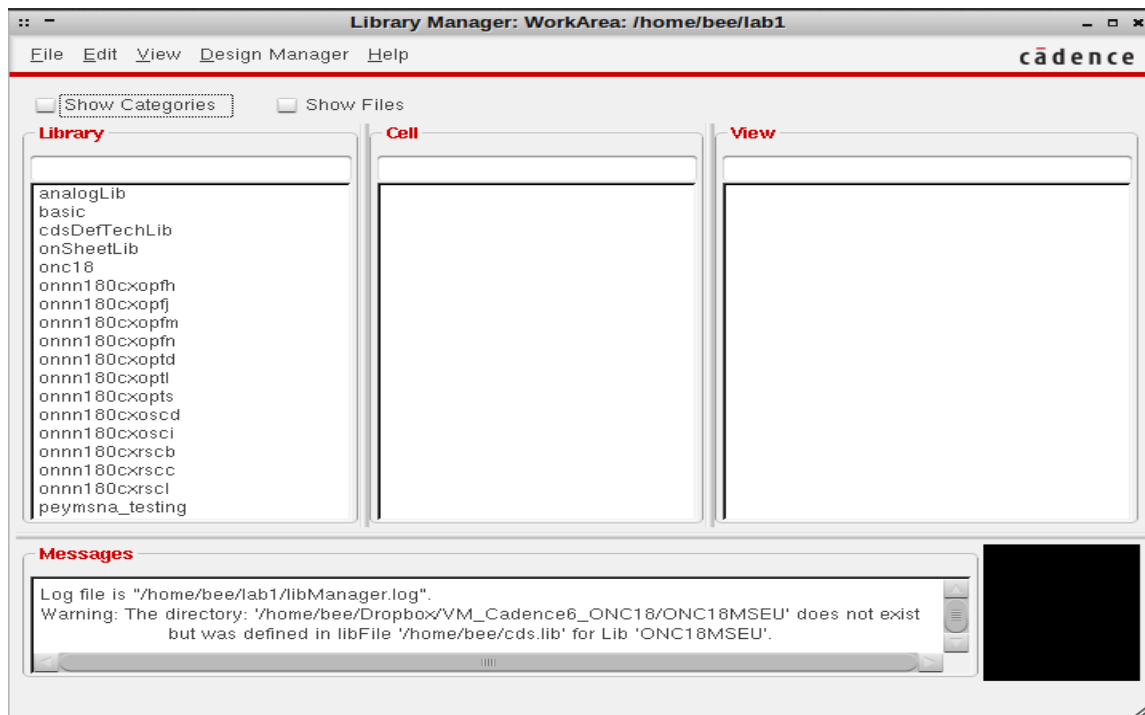 Library Manager: WorkArea: /home/bee/lab1
File Edit View Design Manager Help
cādence
Show Categories Show Files
Library Cell View
analogLib
basic
cdsDefTechLib
onSheetLib
onc18
onnn180cxopfh
onnn180cxopfj
onnn180cxopfm
onnn180cxopfn
onnn180cxoptd
onnn180cxoptl
onnn180cxopts
onnn180cxoscd
onnn180cxosci
onnn180cxrscb
onnn180cxrscc
onnn180cxrscl
peymsna_testing
Messages
Log file is "/home/bee/lab1/libManager.log".
Warning: The directory: '/home/bee/Dropbox/VM_Cadence6_ONC18/ONC18MSEU' does not exist
but was defined in libFile '/home/bee/cds.lib' for Lib 'ONC18MSEU'.